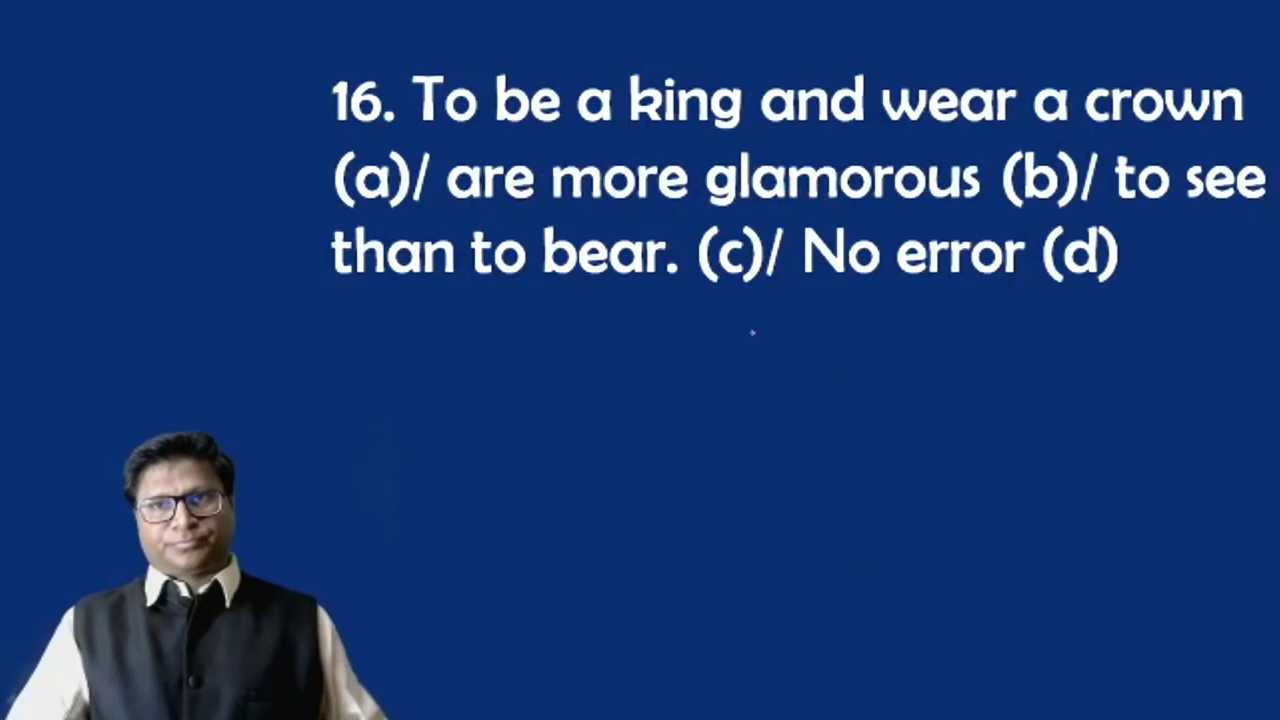 16. To be a king and wear a crown
(a)/ are more glamorous (b)/ to see
than to bear. (c)/ No error (d)